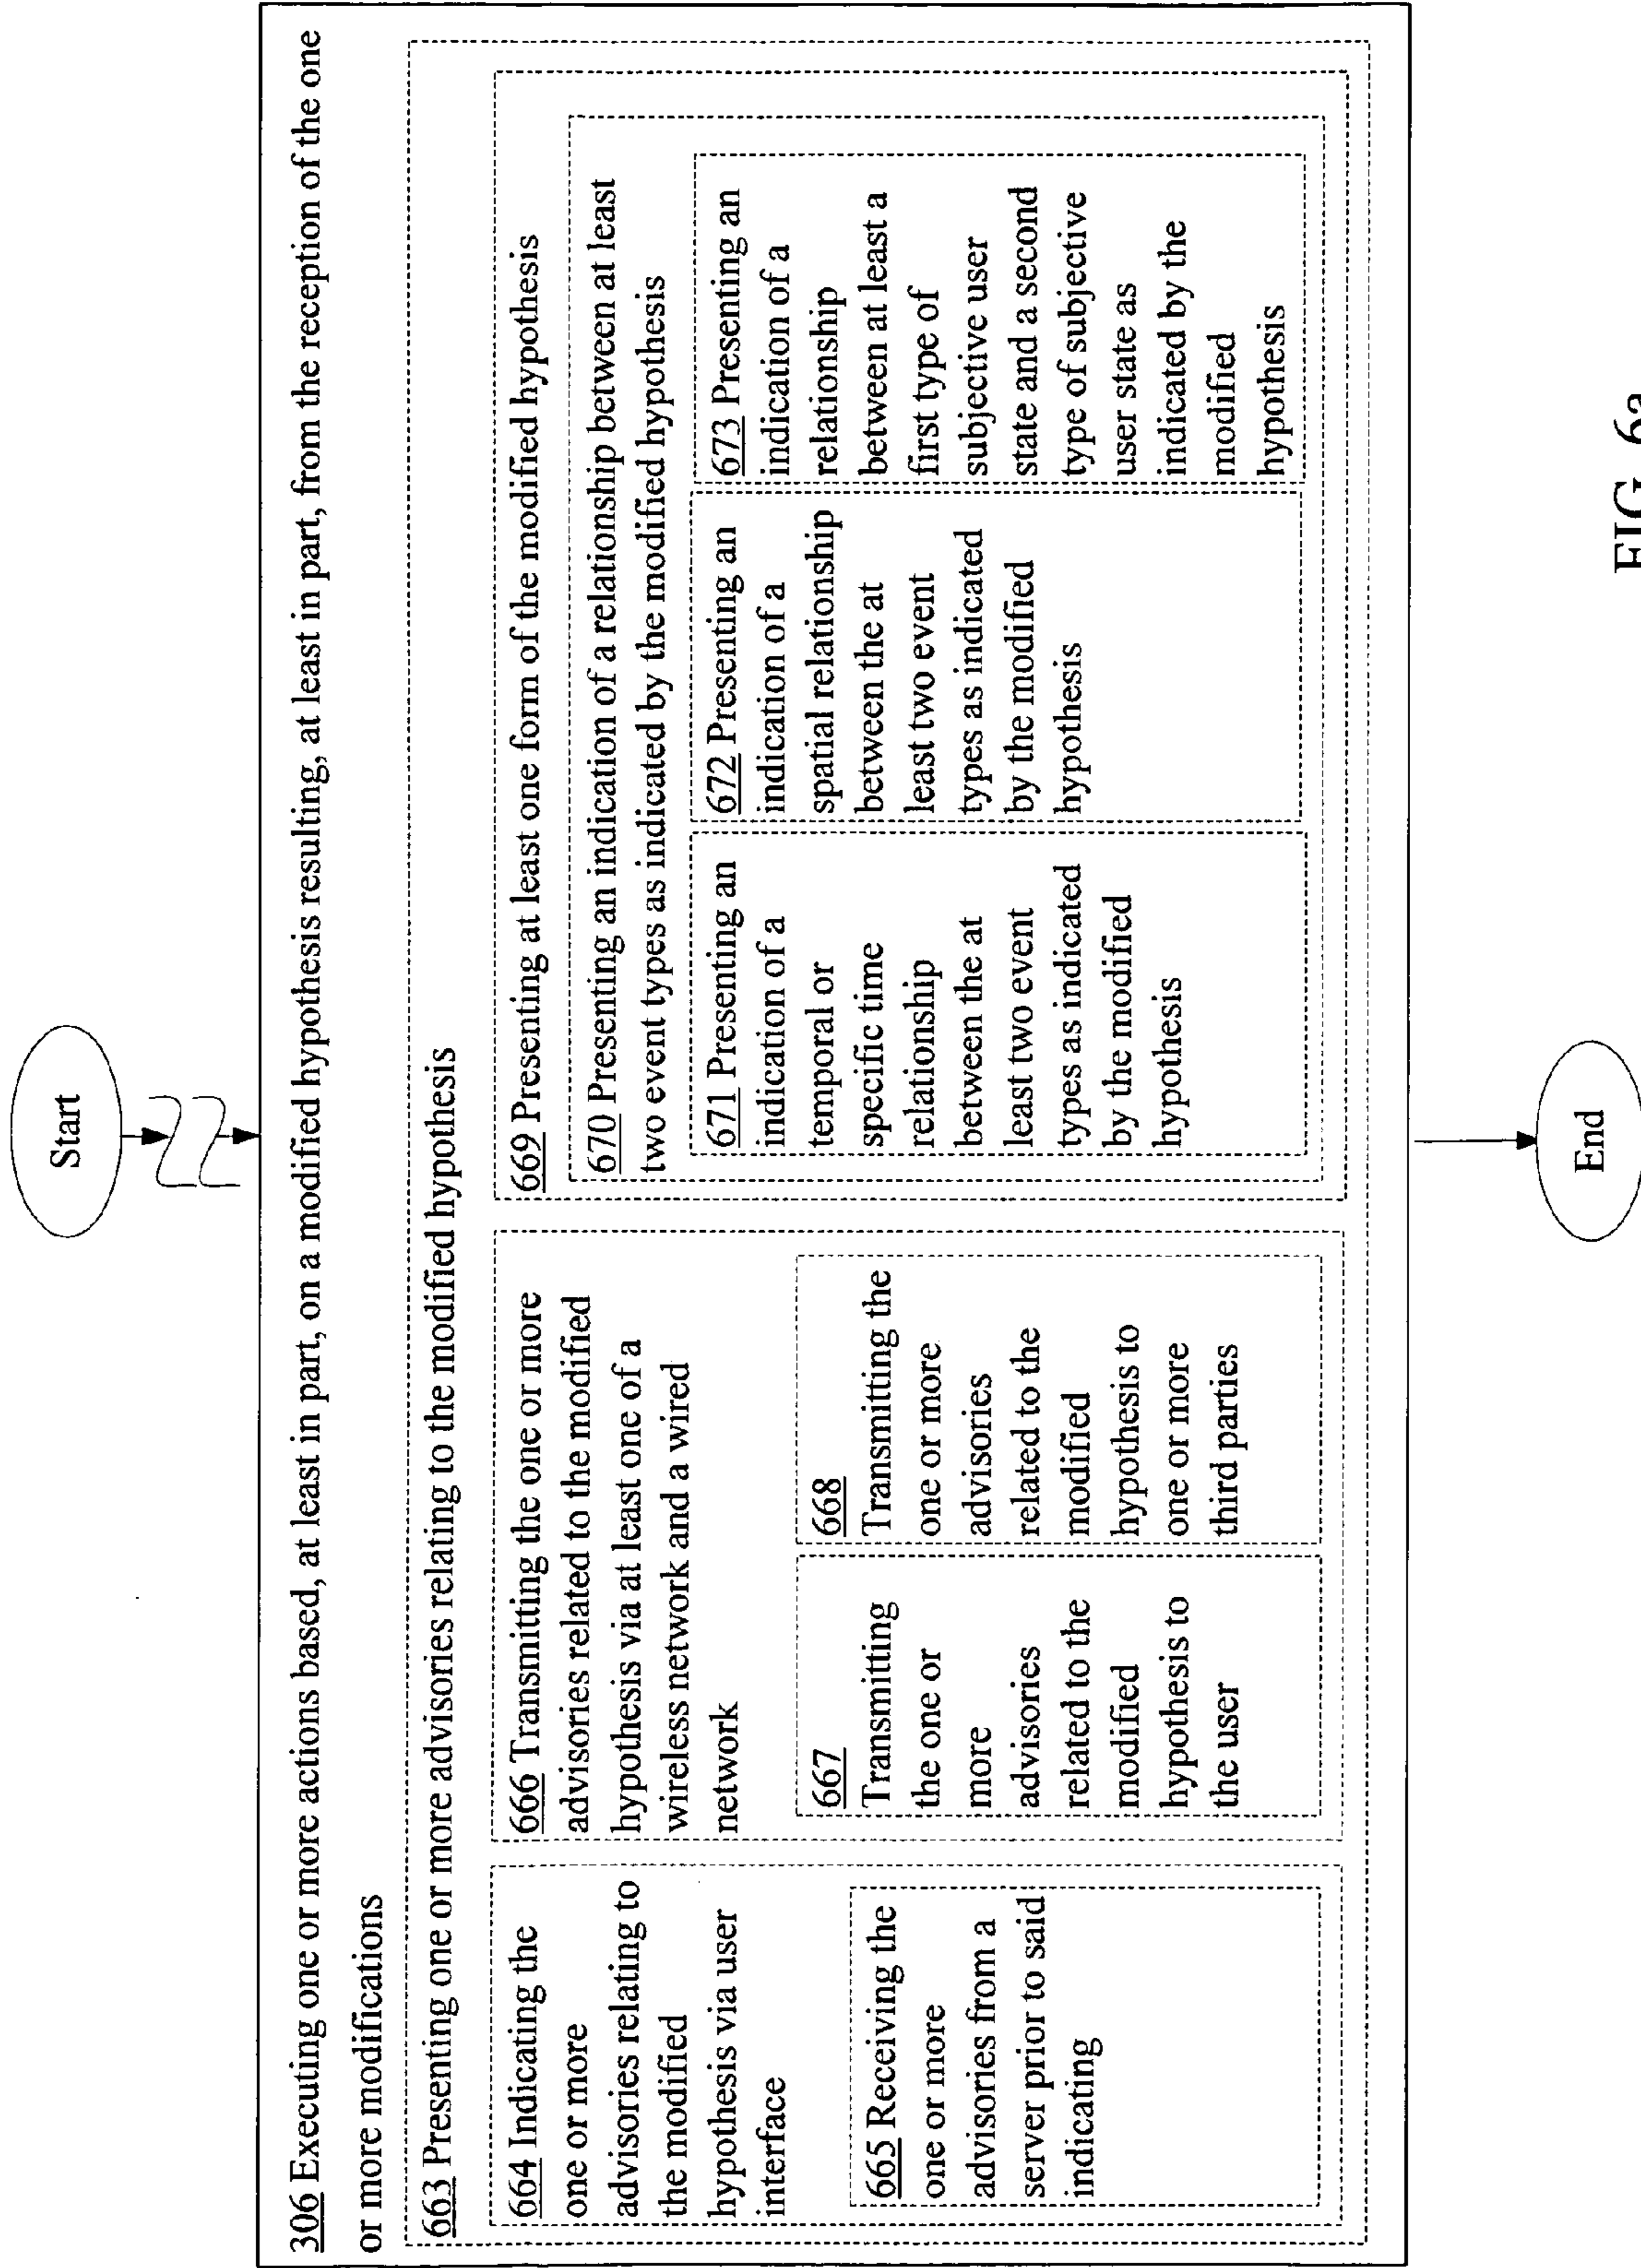 Start
306 Executing one or more actions based, at least in part, on a modified hypothesis resulting, at least in part, from the reception of the one
or more modifications
663 Presenting one or more advisories relating to the modified hypothesis
664 Indicating the
one or more
advisories relating to
the modified
hypothesis via user
interface
665 Receiving the
one or more
advisories from a
server prior to said
indicating
666 Transmitting the one or more
advisories related to the modified
hypothesis via at least one of a
wireless network and a wired
network
667
Transmitting
the one or
more
advisories
related to the
modified
hypothesis to
the user
668
Transmitting the
one or more
advisories
related to the
modified
hypothesis to
one or more
third parties
669 Presenting at least one form of the modified hypothesis
670 Presenting an indication of a relationship between at least
two event types as indicated by the modified hypothesis
671 Presenting an
indication of a
temporal or
specific time
relationship
between the at
least two event
types as indicated
by the modified
hypothesis
672 Presenting an
indication of a
spatial relationship
between the at
least two event
types as indicated
by the modified
hypothesis
673 Presenting an
indication of a
relationship
between at least a
first type of
subjective user
state and a second
type of subjective
user state as
indicated by the
modified
hypothesis
End
FIG. 6a